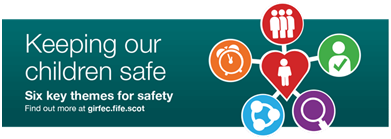 Keeping our
children safe
Six key themes for safety
Find out more at girfec.fife.scot